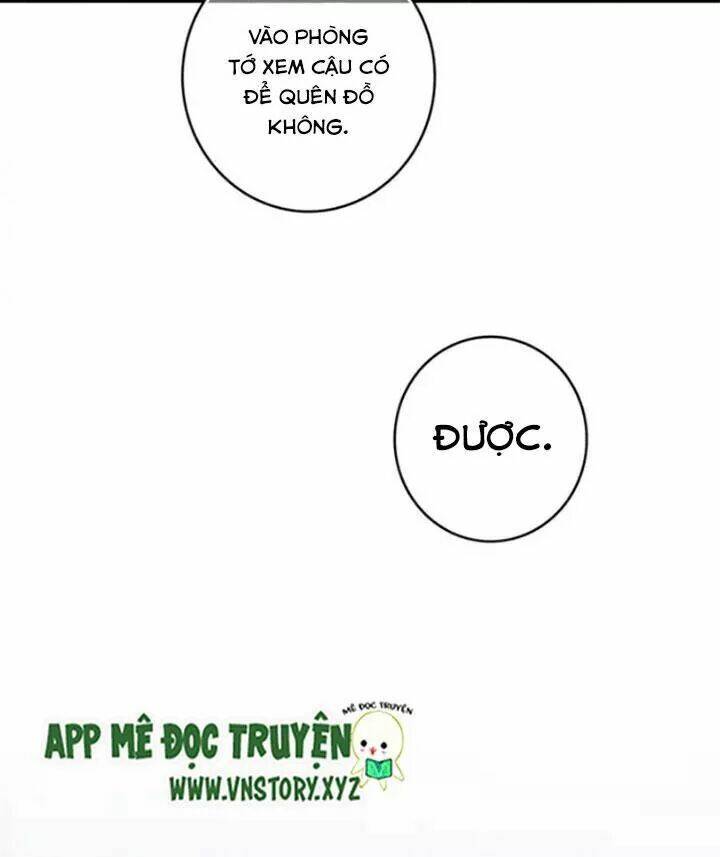 VÀO PHÒNG
TỚ XEM CẬU CÓ
ĐỂ QUÊN ĐỒ
KHÔNG.
ĐƯỢC.
MÊ ĐỌC TRUYỆN
APP MÊ ĐỌC TRUYỆN
WWW.VNSTORY.XYZ